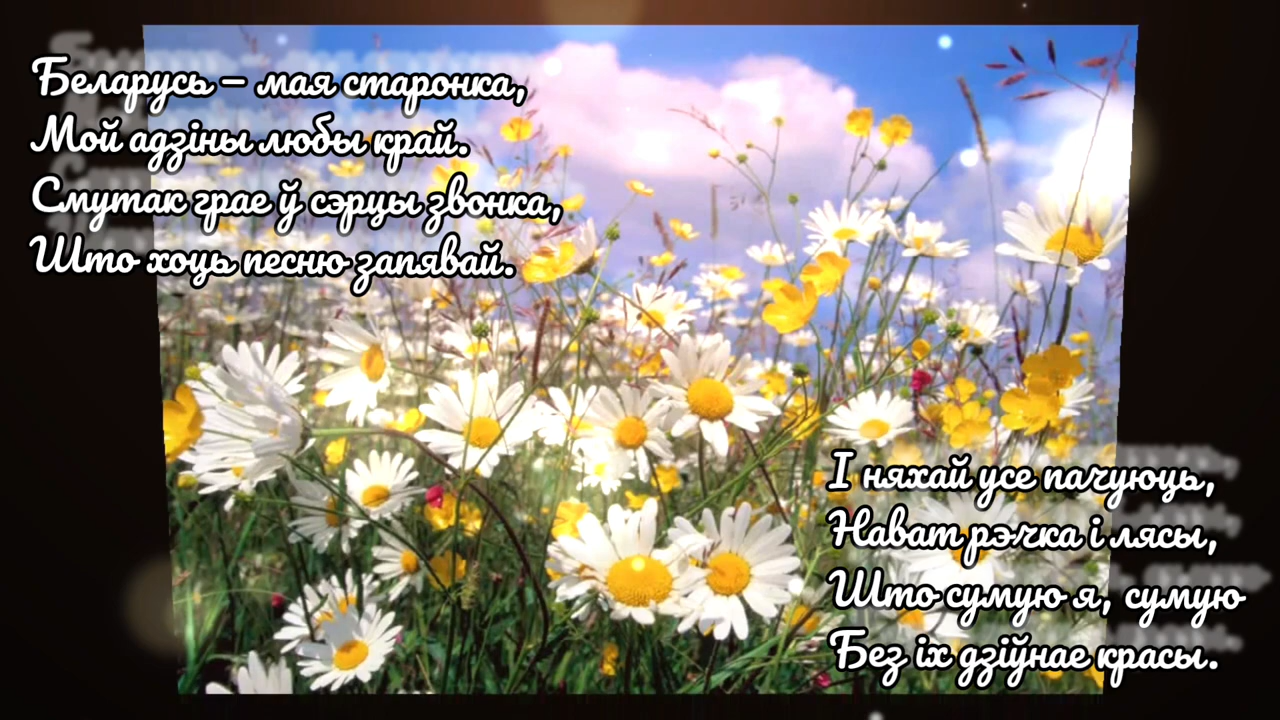 Беларусь – мая старонка,
Мой адзіны любы край.
Смутак грае ў сэрцы звонка,
Што хоць песню запявай.
І няхай усе пачуюць,
Нават рэчка і лясы,
Што сумую я, сумую
Без іх дзіўнае красы.